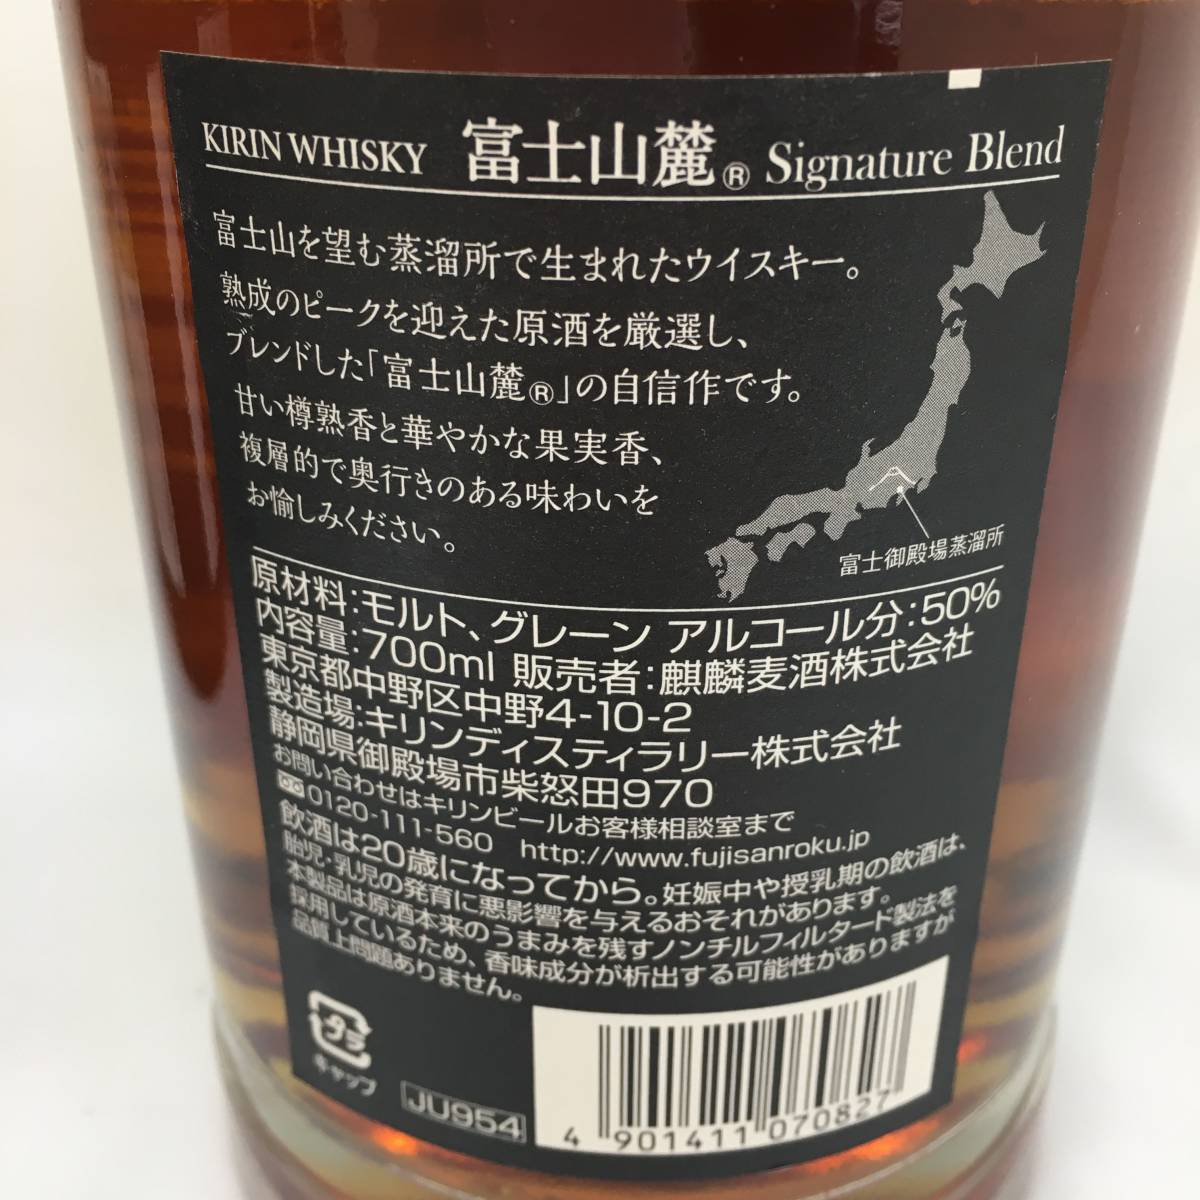 KIRIN WHISKY 富士山麓® Signature Blend
富士山を望む蒸溜所で生まれたウイスキー。
熟成のピークを迎えた原酒を厳選し、
ブレンドした「富士山麓®」の自信作です。
甘い樽熟香と華やかな果実香、
複層的で奥行きのある味わいを
お愉しみください。
富士御殿場蒸溜所
原材料:モルト、グレーン アルコール分:50%
内容量:700ml 販売者:麒麟麦酒株式会社
東京都中野区中野4-10-2
製造場:キリンディスティラリー株式会社
静岡県御殿場市柴怒田970
お問い合わせはキリンビールお客様相談室まで
0120-111-560 http://www.fujisanroku.jp
飲酒は20歳になってから。妊娠中や授乳期の飲酒は、
胎児・乳児の発育に悪影響を与えるおそれがあります。
本製品は原酒本来のうまみを残すノンチルフィルタード製法を
採用しているため、香味成分が析出する可能性がありますが
品質上問題ありません。
プラ
キャップ
JU954
4 901411 070827